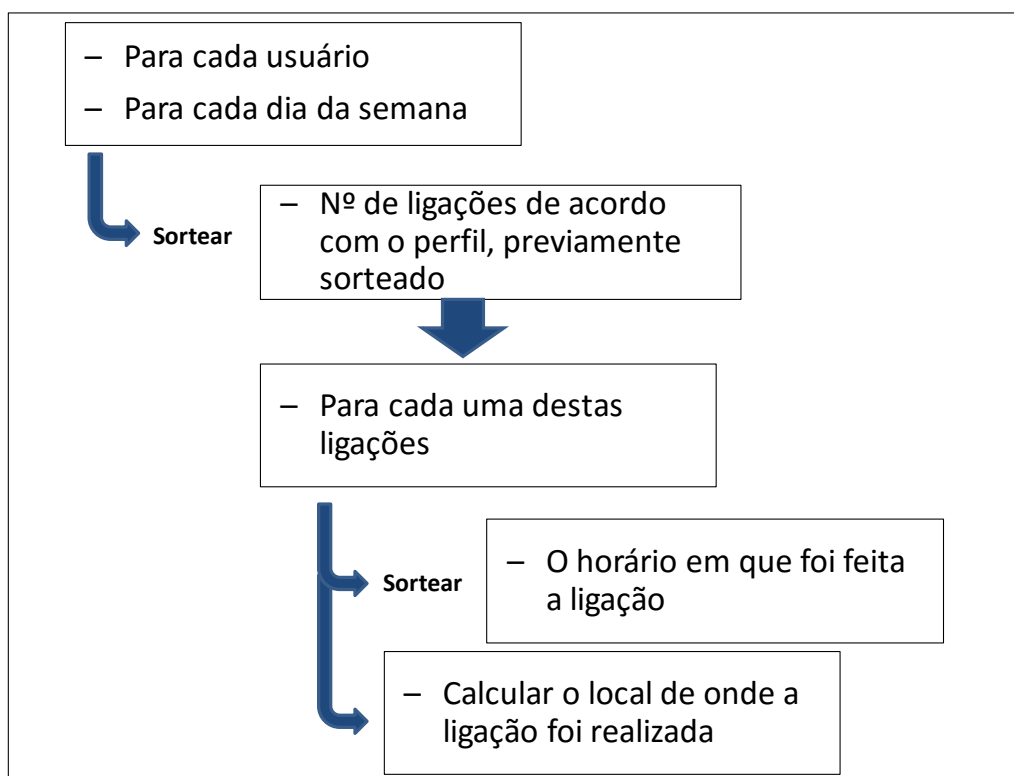 – Para cada usuário
– Para cada dia da semana
Sortear
– Nº de ligações de acordo
com o perfil, previamente
sorteado
– Para cada uma destas
ligações
Sortear
– O horário em que foi feita
a ligação
– Calcular o local de onde a
ligação foi realizada